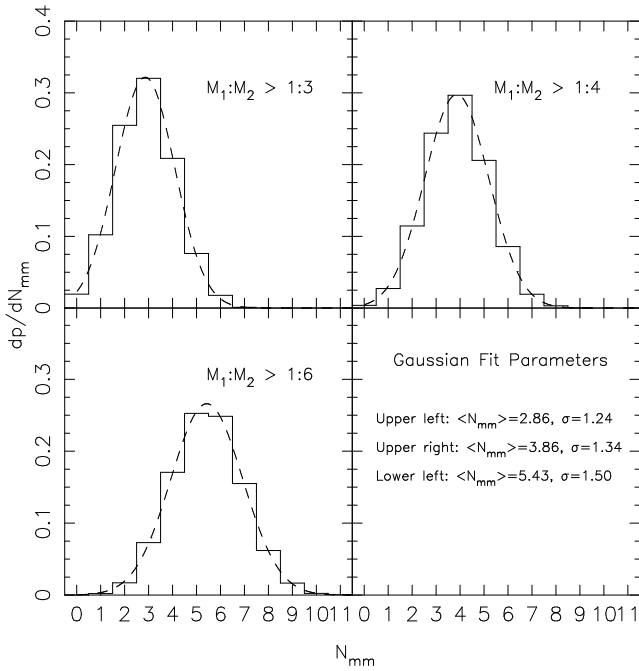 0.4
0.3
0.2
0.1
0
M₁:M₂ > 1:3
M₁:M₂ > 1:4
dp/dNₘₘ
0 1 2 3 4 5 6 7 8 9 10 11
0.3
0.2
0.1
0
M₁:M₂ > 1:6
Gaussian Fit Parameters
Upper left: <Nₘₘ>=2.86, σ=1.24
Upper right: <Nₘₘ>=3.86, σ=1.34
Lower left: <Nₘₘ>=5.43, σ=1.50
0 1 2 3 4 5 6 7 8 9 10 11
Nₘₘ